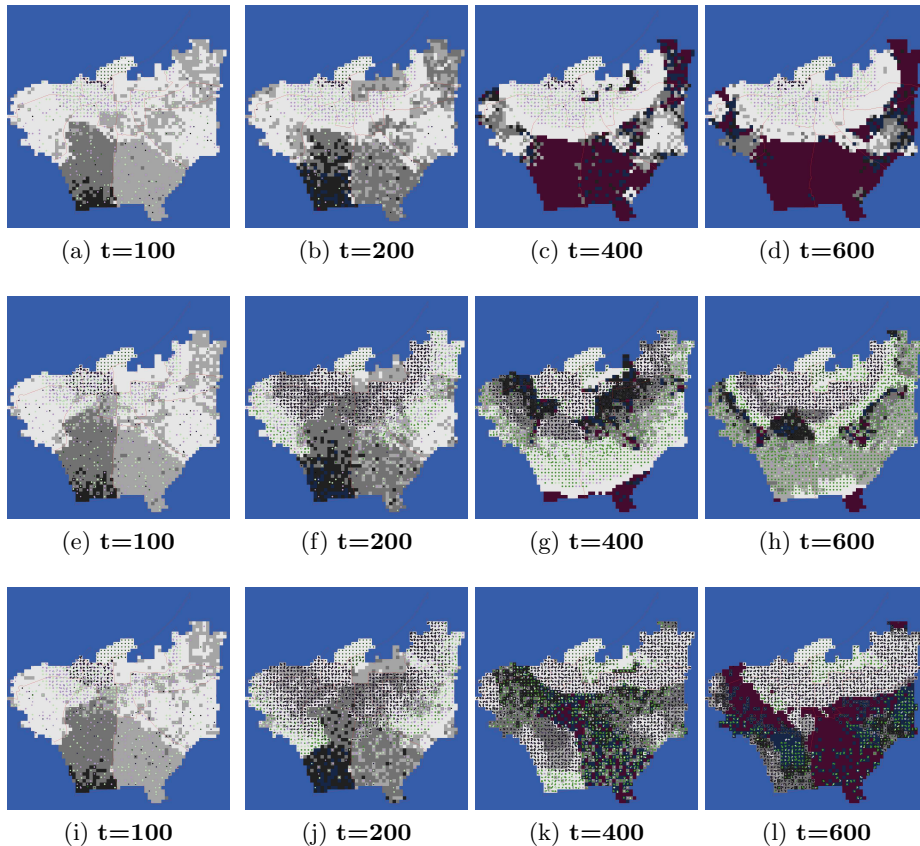 (a) t=100 (b) t=200 (c) t=400 (d) t=600
(e) t=100 (f) t=200 (g) t=400 (h) t=600
(i) t=100 (j) t=200 (k) t=400 (l) t=600